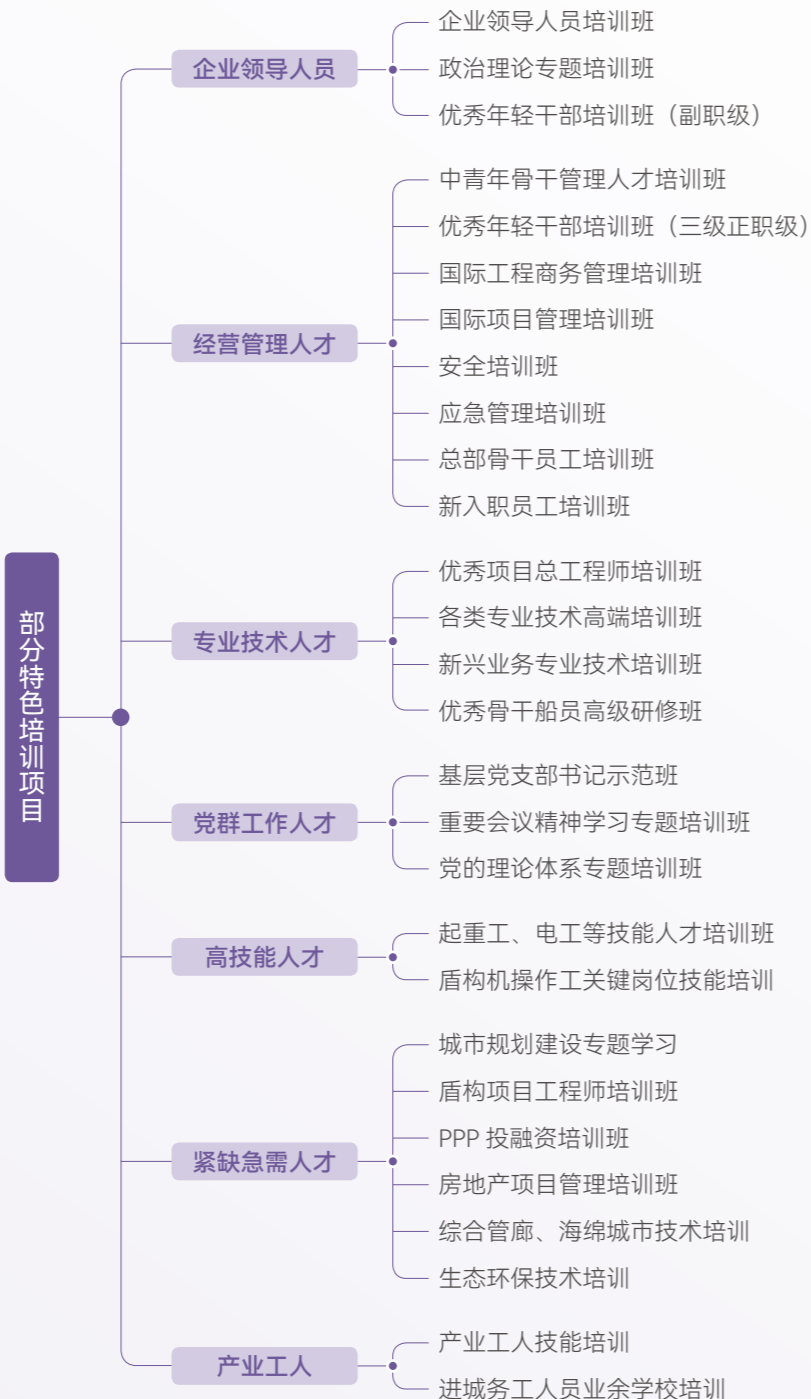 部分特色培训项目
企业领导人员
企业领导人员培训班
政治理论专题培训班
优秀年轻干部培训班（副职级）
经营管理人才
中青年骨干管理人才培训班
优秀年轻干部培训班（三级正职级）
国际工程商务管理培训班
国际项目管理培训班
安全培训班
应急管理培训班
总部骨干员工培训班
新入职员工培训班
专业技术人才
优秀项目总工程师培训班
各类专业技术高端培训班
新兴业务专业技术培训班
优秀骨干船员高级研修班
党群工作人才
基层党支部书记示范班
重要会议精神学习专题培训班
党的理论体系专题培训班
高技能人才
起重工、电工等技能人才培训班
盾构机操作工关键岗位技能培训
紧缺急需人才
城市规划建设专题学习
盾构项目工程师培训班
PPP 投融资培训班
房地产项目管理培训班
综合管廊、海绵城市技术培训
生态环保技术培训
产业工人
产业工人技能培训
进城务工人员业余学校培训